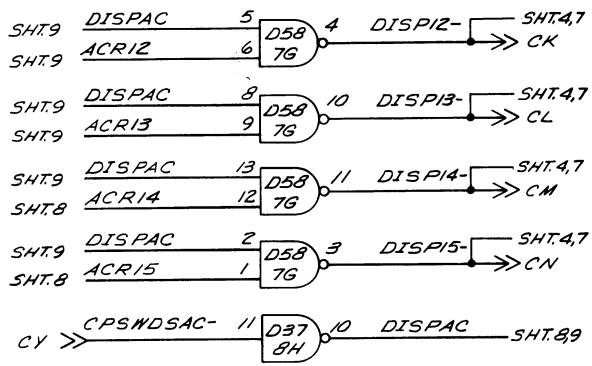 SHT.9 DISPAC 5 D58 7G 4 DISP12- SHT.4,7
SHT.9 ACR12 6 CK
SHT.9 DISPAC 8 D58 7G 10 DISP13- SHT.4,7
SHT.9 ACR13 9 CL
SHT.9 DISPAC 13 D58 7G 11 DISP14- SHT.4,7
SHT.8 ACR14 12 CM
SHT.9 DISPAC 2 D58 7G 3 DISP15- SHT.4,7
SHT.8 ACR15 1 CN
CY CPSWDSAC- 11 D37 8H 10 DISPAC SHT.8,9